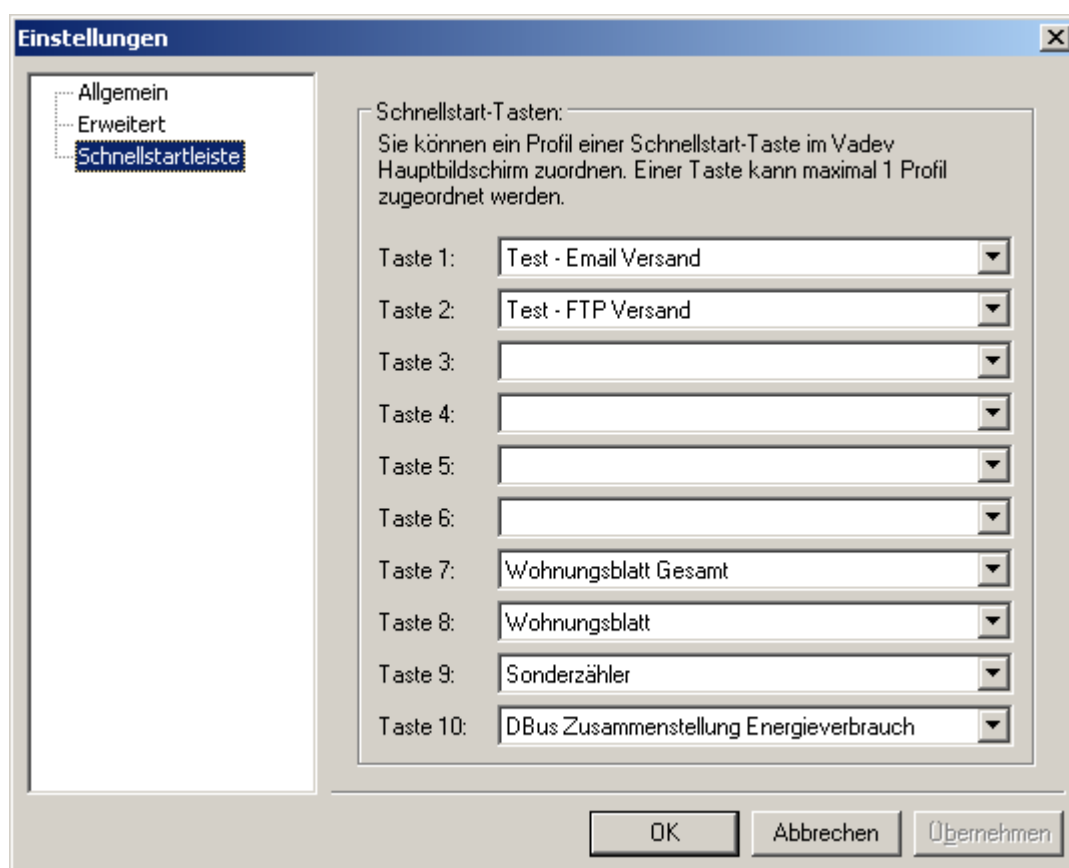 Einstellungen
Allgemein
Erweitert
Schnellstartleiste
Schnellstart-Tasten:
Sie können ein Profil einer Schnellstart-Taste im Vadev
Hauptbildschirm zuordnen. Einer Taste kann maximal 1 Profil
zugeordnet werden.
Taste 1: Test - Email Versand
Taste 2: Test - FTP Versand
Taste 3:
Taste 4:
Taste 5:
Taste 6:
Taste 7: Wohnungsblatt Gesamt
Taste 8: Wohnungsblatt
Taste 9: Sonderzähler
Taste 10: DBus Zusammenstellung Energieverbrauch
OK Abbrechen Übernehmen